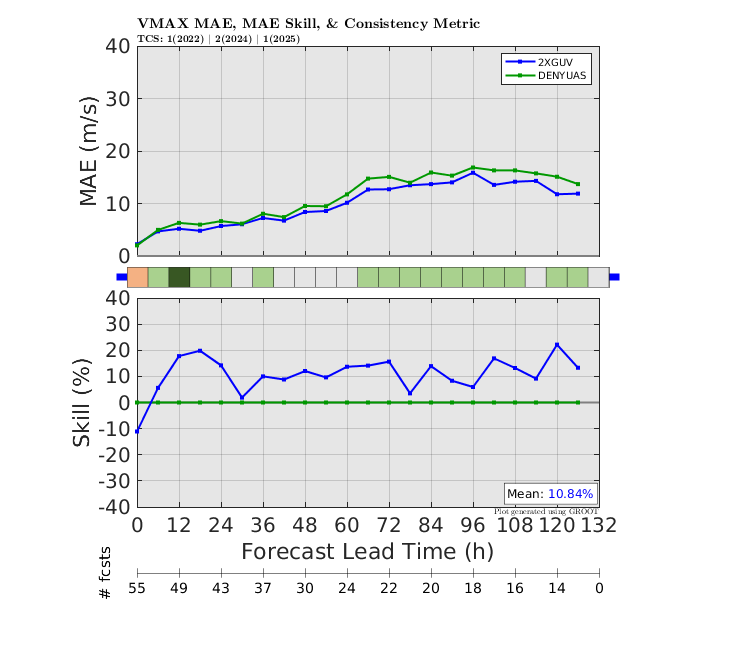 VMAX MAE, MAE Skill, & Consistency Metric
TCS: 1(2022) | 2(2024) | 1(2025)
40
30
20
10
0
MAE (m/s)
2XGUV
DENYUAS
40
30
20
10
0
-10
-20
-30
-40
Skill (%)
Mean: 10.84%
Plot generated using GROOT
0 12 24 36 48 60 72 84 96 108 120 132
Forecast Lead Time (h)
# fcsts
55 49 43 37 30 24 22 20 18 16 14 0